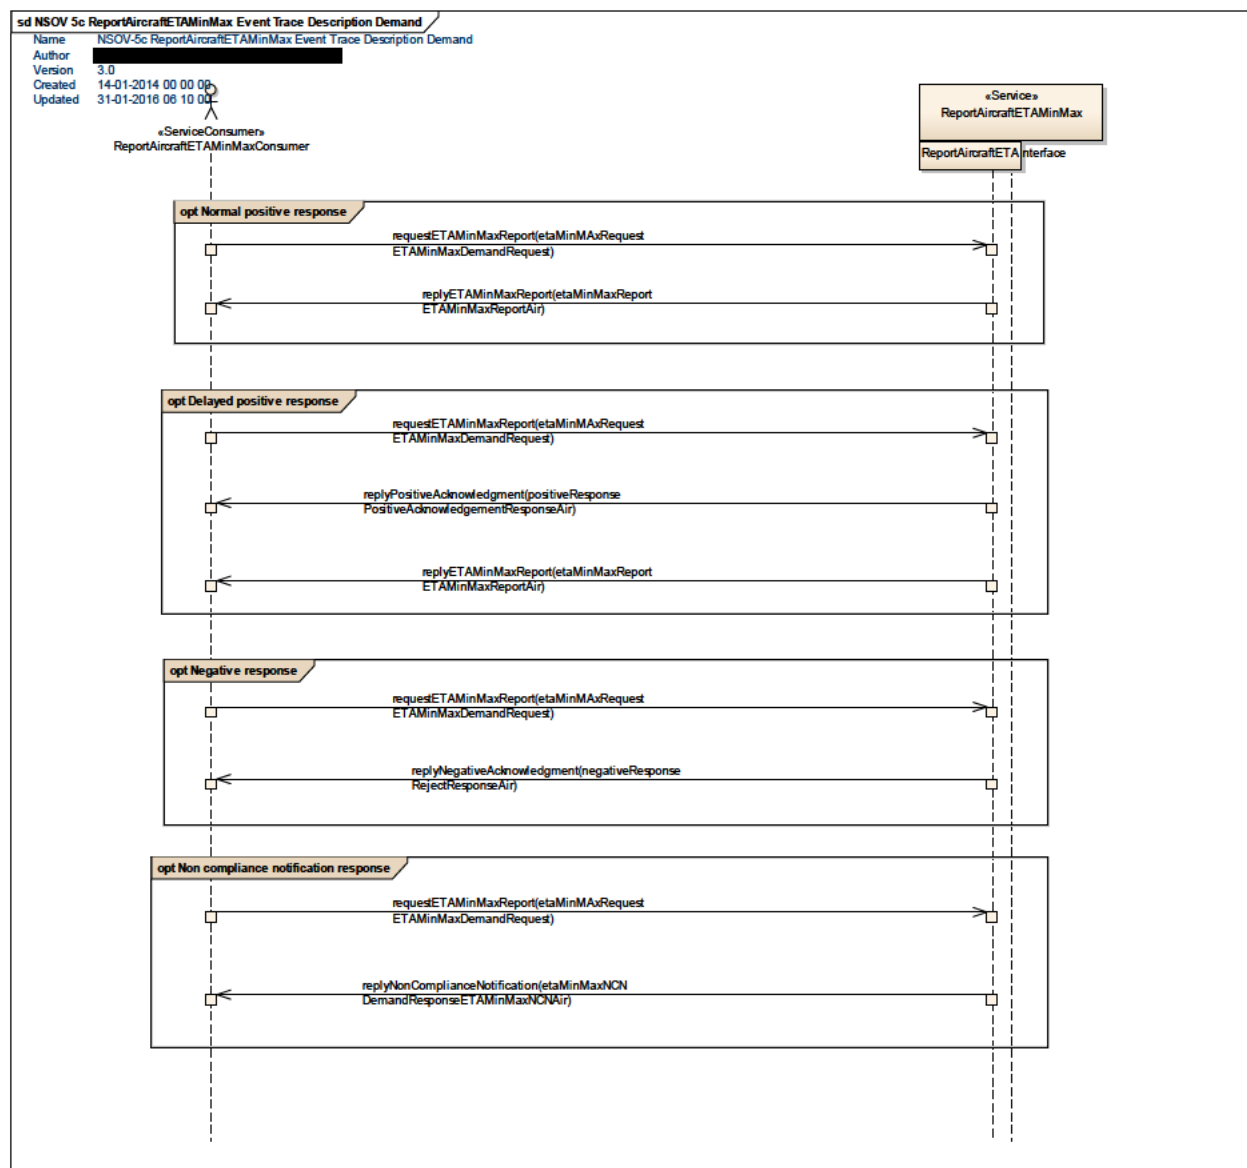 sd NSOV 5c ReportAircraftETAMinMax Event Trace Description Demand
Name NSOV-5c ReportAircraftETAMinMax Event Trace Description Demand
Author
Version 3.0
Created 14-01-2014 00 00 00
Updated 31-01-2016 06 10 00
«ServiceConsumer»
ReportAircraftETAMinMaxConsumer
«Service»
ReportAircraftETAMinMax
ReportAircraftETAInterface
opt Normal positive response
requestETAMinMaxReport(etaMinMAxRequest
ETAMinMaxDemandRequest)
replyETAMinMaxReport(etaMinMaxReport
ETAMinMaxReportAir)
opt Delayed positive response
requestETAMinMaxReport(etaMinMAxRequest
ETAMinMaxDemandRequest)
replyPositiveAcknowledgment(positiveResponse
PositiveAcknowledgementResponseAir)
replyETAMinMaxReport(etaMinMaxReport
ETAMinMaxReportAir)
opt Negative response
requestETAMinMaxReport(etaMinMAxRequest
ETAMinMaxDemandRequest)
replyNegativeAcknowledgment(negativeResponse
RejectResponseAir)
opt Non compliance notification response
requestETAMinMaxReport(etaMinMAxRequest
ETAMinMaxDemandRequest)
replyNonComplianceNotification(etaMinMaxNCN
DemandResponseETAMinMaxNCNAir)